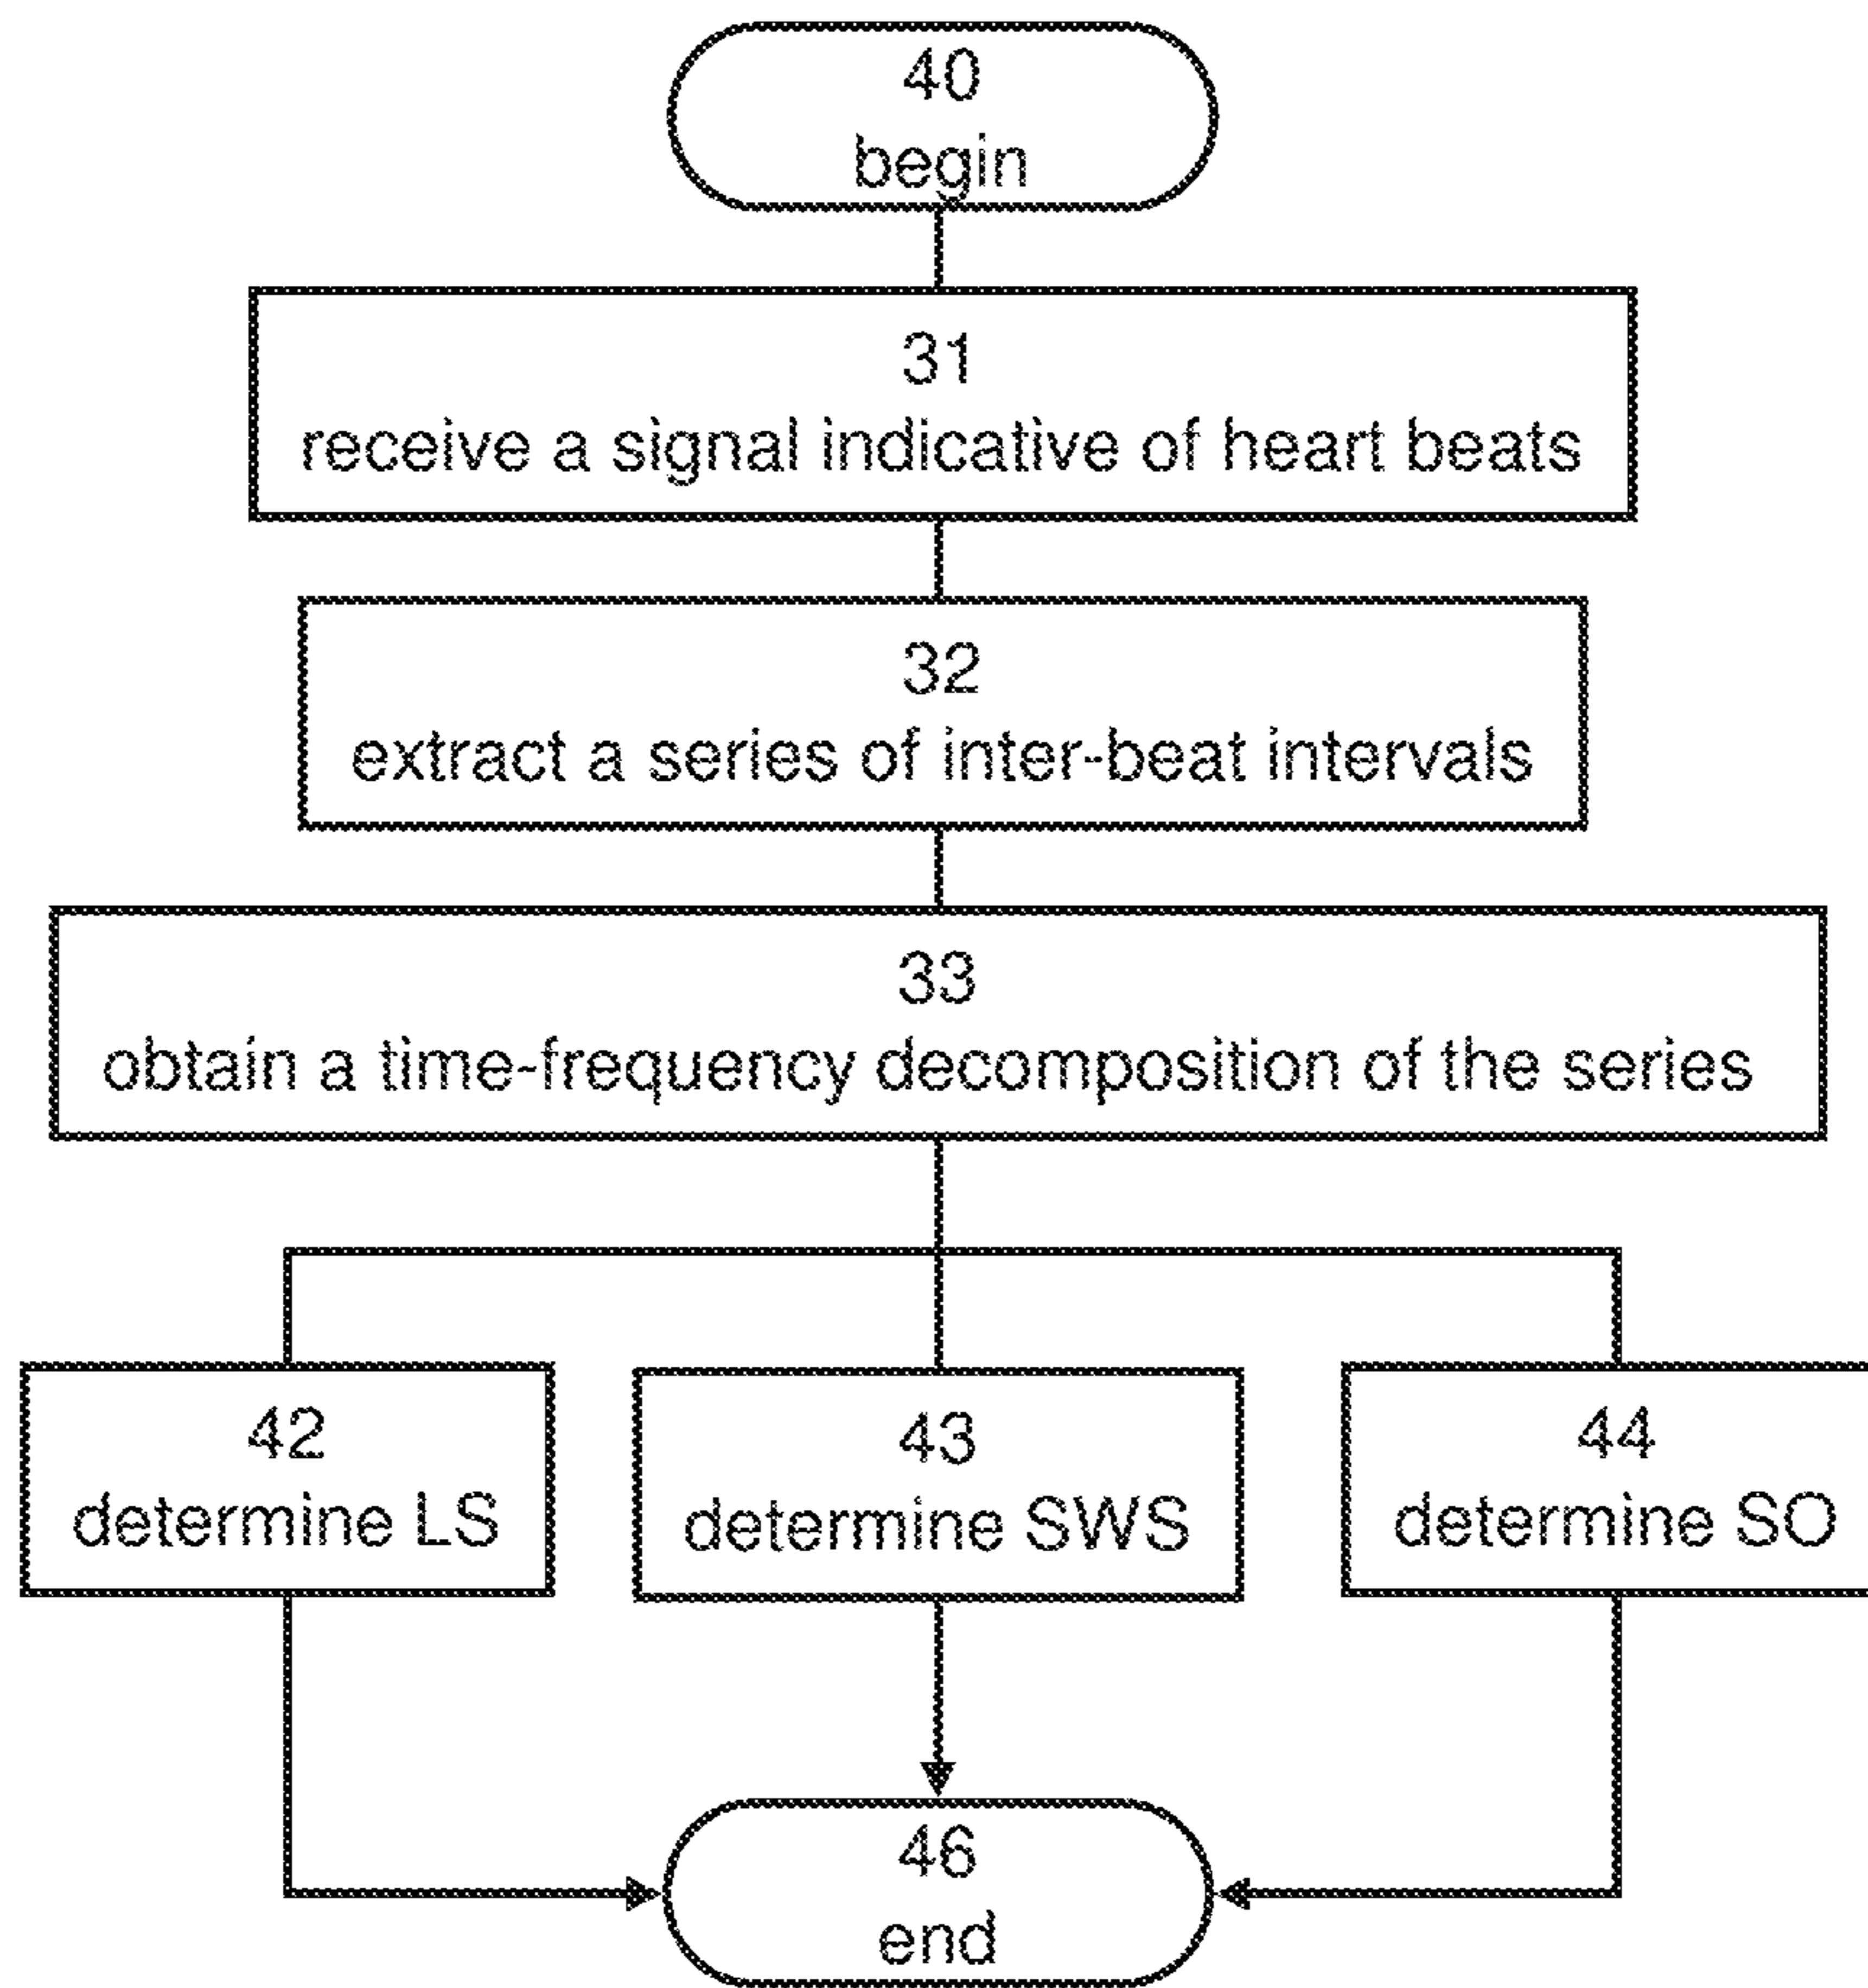 40
begin
31
receive a signal indicative of heart beats
32
extract a series of inter-beat intervals
33
obtain a time-frequency decomposition of the series
42
determine LS
43
determine SWS
44
determine SO
46
end